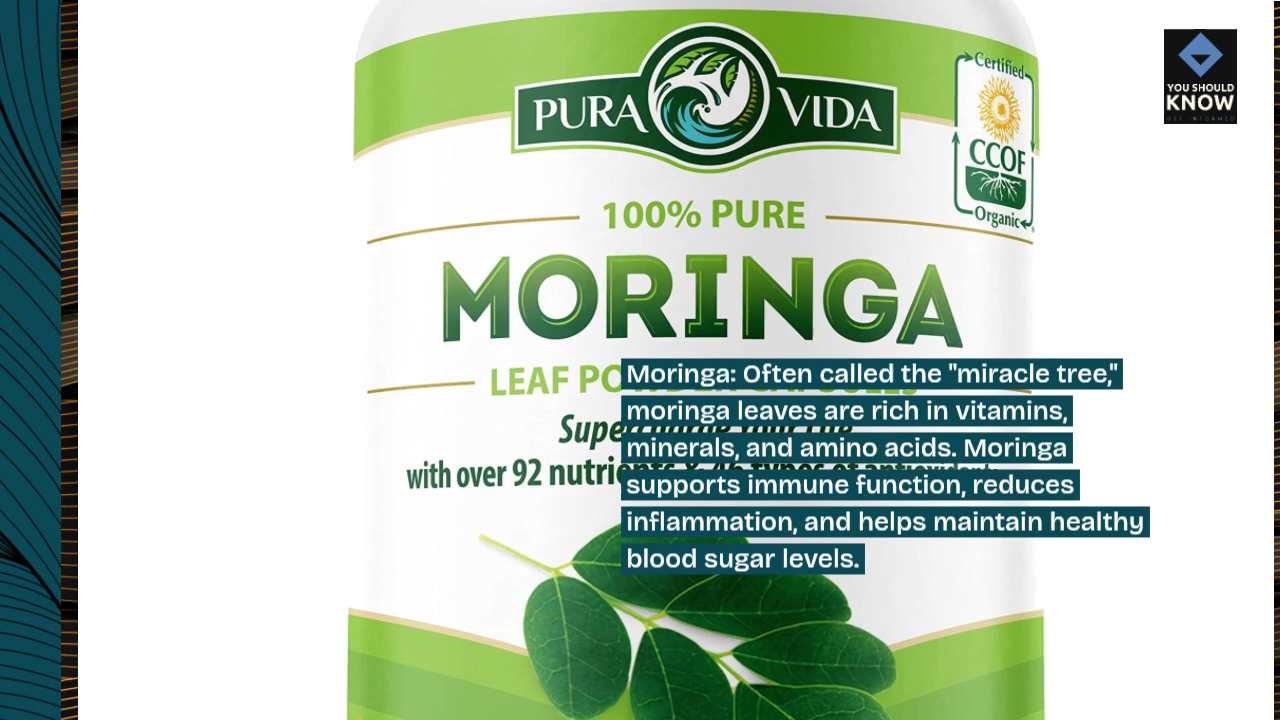 PURA VIDA
Certified
CCOF
Organic
YOU SHOULD
KNOW
GET INFORMED
100% PURE
MORINGA
LEAF
Moringa: Often called the "miracle tree,"
moringa leaves are rich in vitamins,
minerals, and amino acids. Moringa
supports immune function, reduces
inflammation, and helps maintain healthy
blood sugar levels.
with over 92